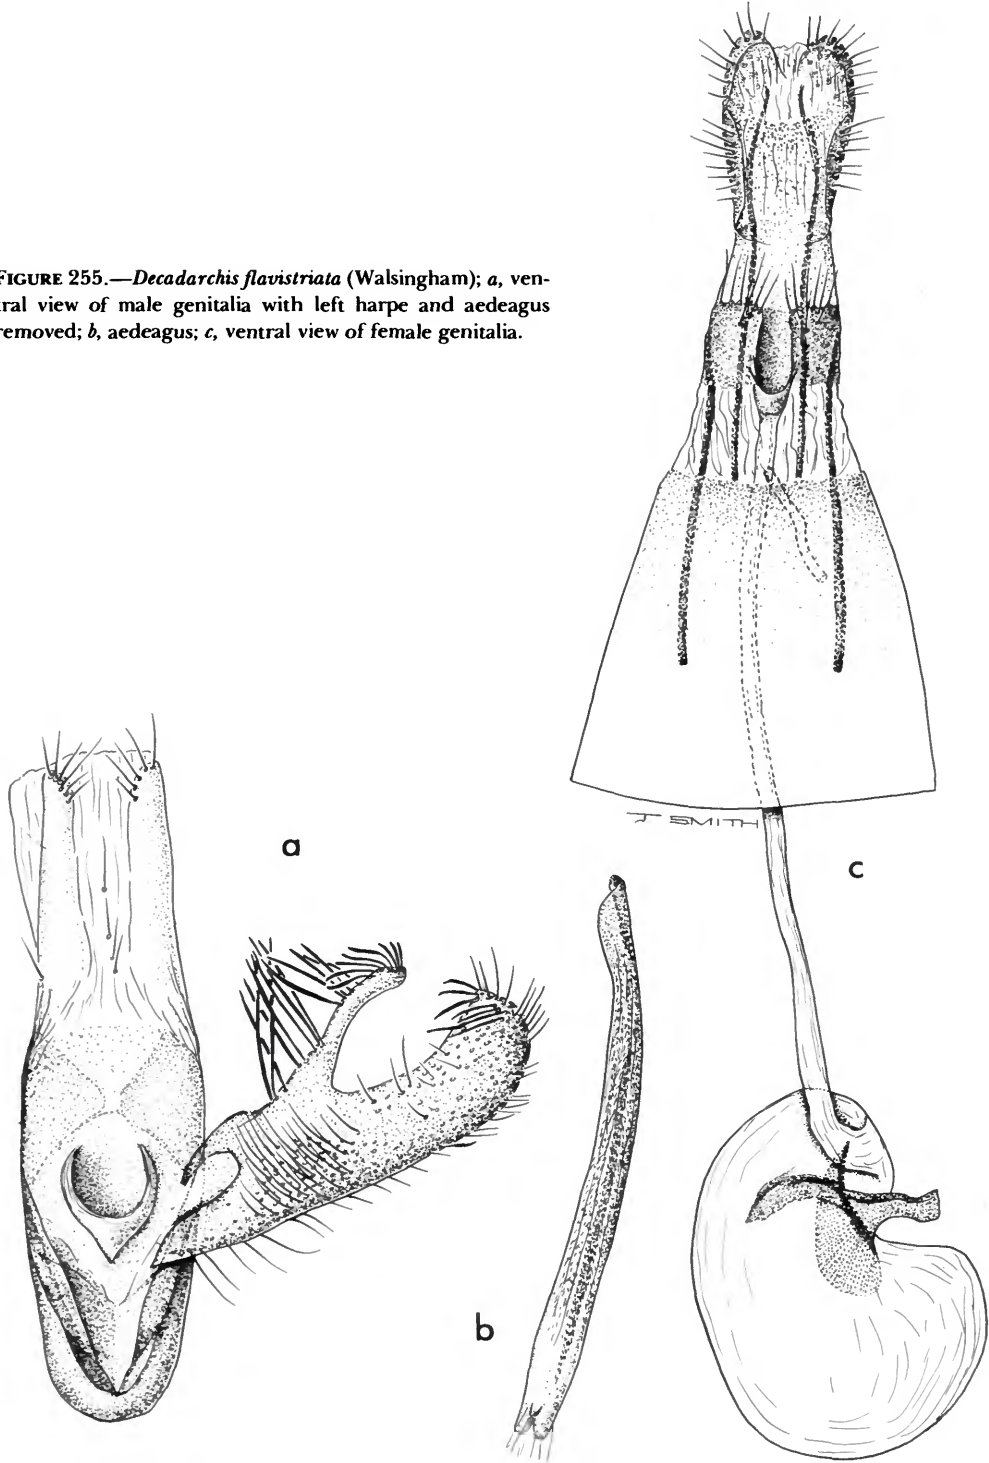 FIGURE 255.—Decadarchis flavistriata (Walsingham); a, ven-
tral view of male genitalia with left harpe and aedeagus
removed; b, aedeagus; c, ventral view of female genitalia.
J SMITH
a
c
b